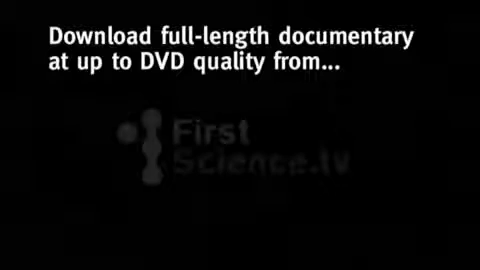 Download full-length documentary
at up to DVD quality from...
First
Science.tv